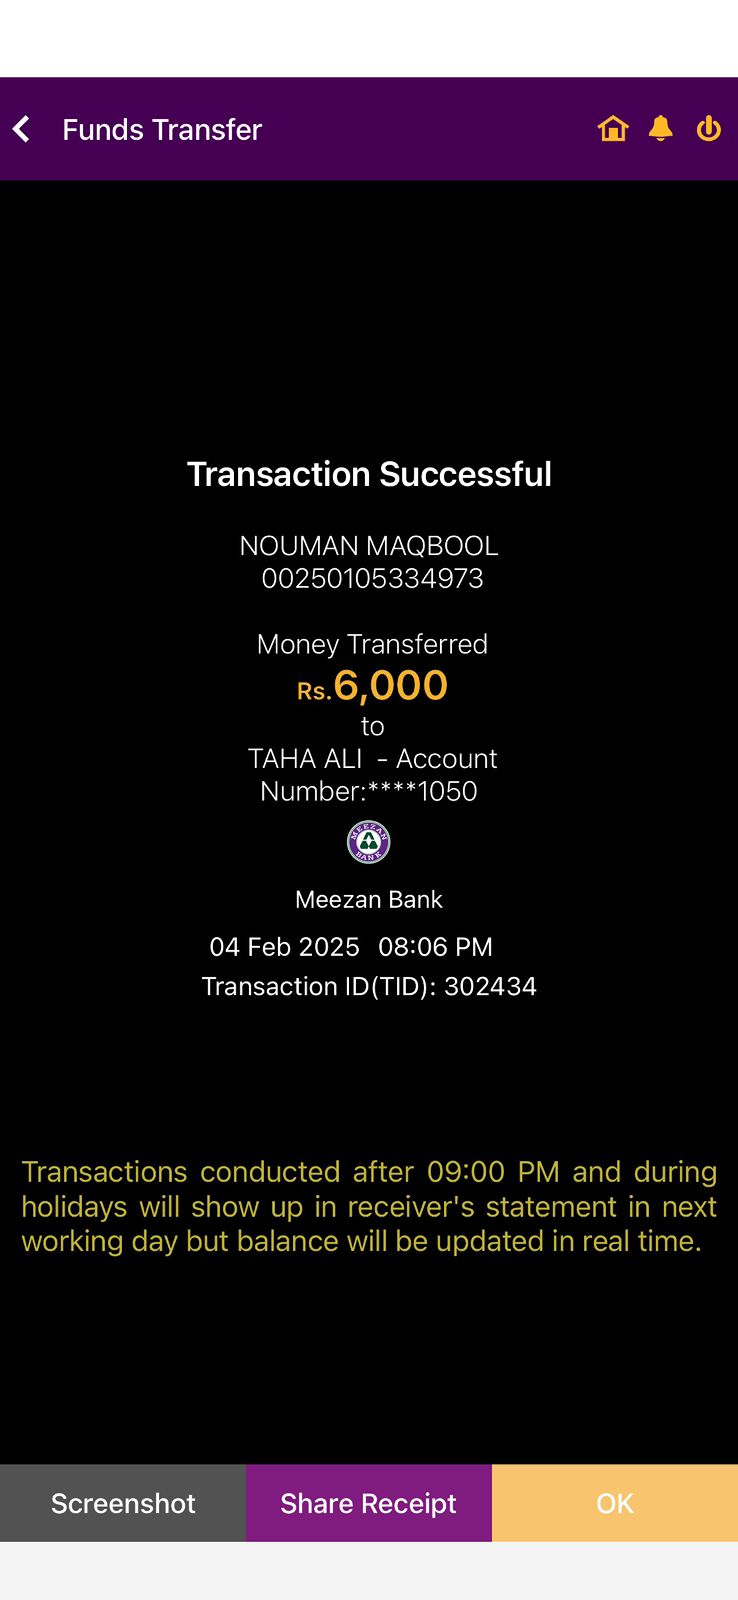 Funds Transfer
Transaction Successful
NOUMAN MAQBOOL
00250105334973
Money Transferred
Rs.6,000
to
TAHA ALI - Account
Number:****1050
MEEZAN
BANK
Meezan Bank
04 Feb 2025 08:06 PM
Transaction ID(TID): 302434
Transactions conducted after 09:00 PM and during
holidays will show up in receiver's statement in next
working day but balance will be updated in real time.
Screenshot Share Receipt OK